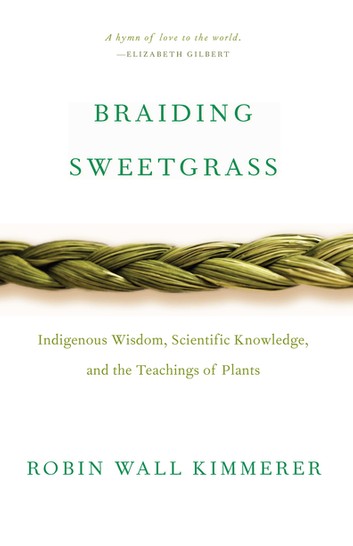 A hymn of love to the world.
—ELIZABETH GILBERT
BRAIDING
SWEETGRASS
Indigenous Wisdom, Scientific Knowledge,
and the Teachings of Plants
ROBIN WALL KIMMERER